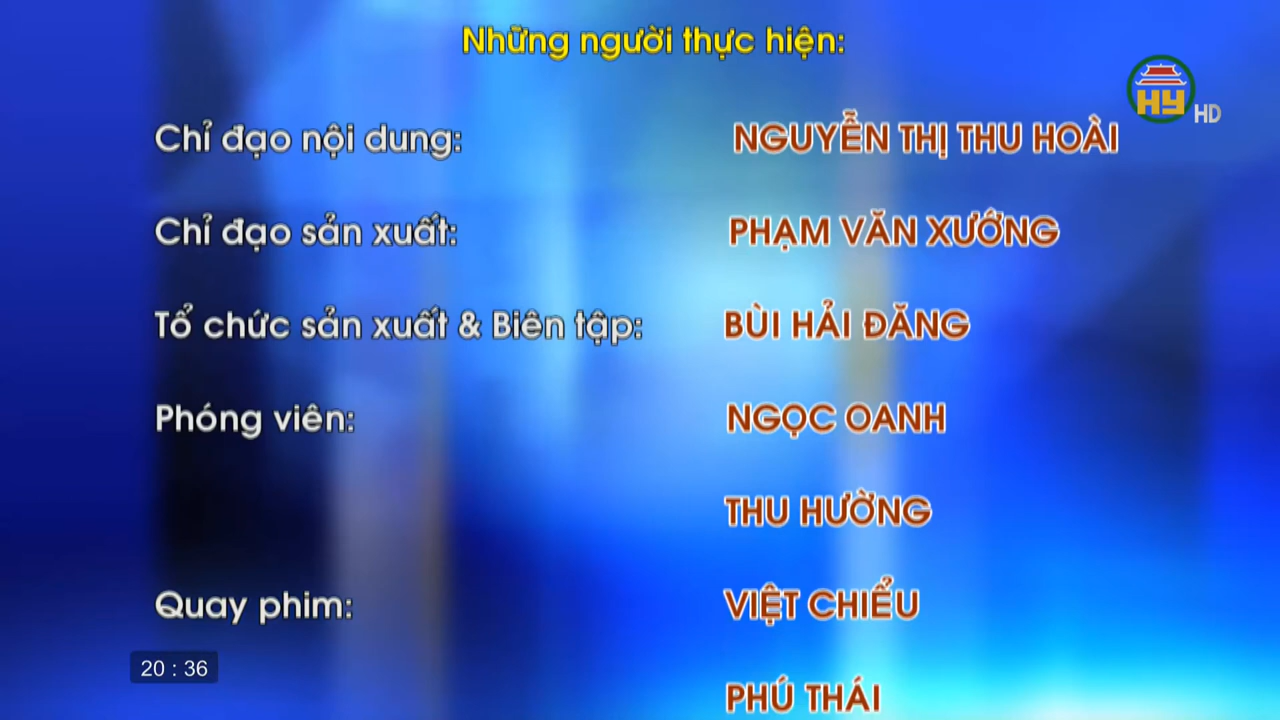 Những người thực hiện:
HY HD
Chỉ đạo nội dung: NGUYỄN THỊ THU HOÀI
Chỉ đạo sản xuất: PHẠM VĂN XƯỚNG
Tổ chức sản xuất & Biên tập: BÙI HẢI ĐĂNG
Phóng viên: NGỌC OANH
THU HƯỜNG
Quay phim: VIỆT CHIỂU
20 : 36
PHÚ THÁI